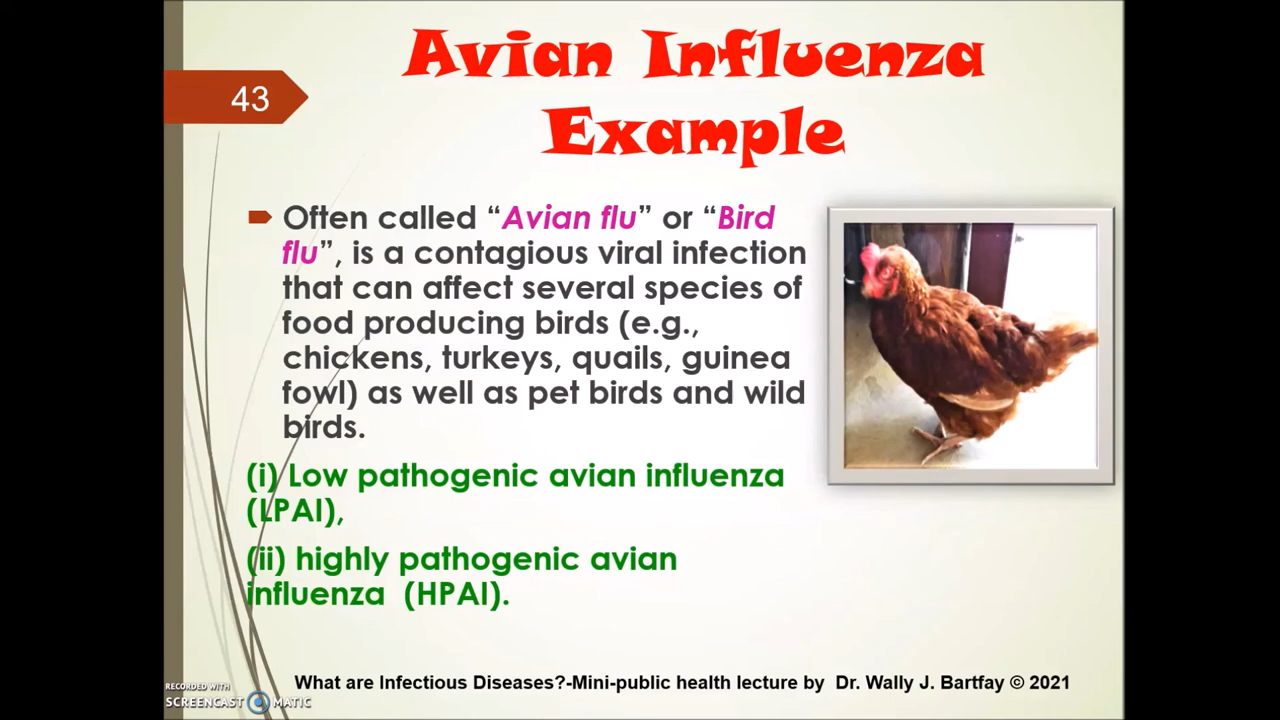 Avian Influenza
Example
43
Often called “Avian flu” or “Bird
flu”, is a contagious viral infection
that can affect several species of
food producing birds (e.g.,
chickens, turkeys, quails, guinea
fowl) as well as pet birds and wild
birds.
(i) Low pathogenic avian influenza
(LPAI),
(ii) highly pathogenic avian
influenza (HPAI).
What are Infectious Diseases?-Mini-public health lecture by Dr. Wally J. Bartfay © 2021
RECORDED WITH
SCREENCAST MATIC